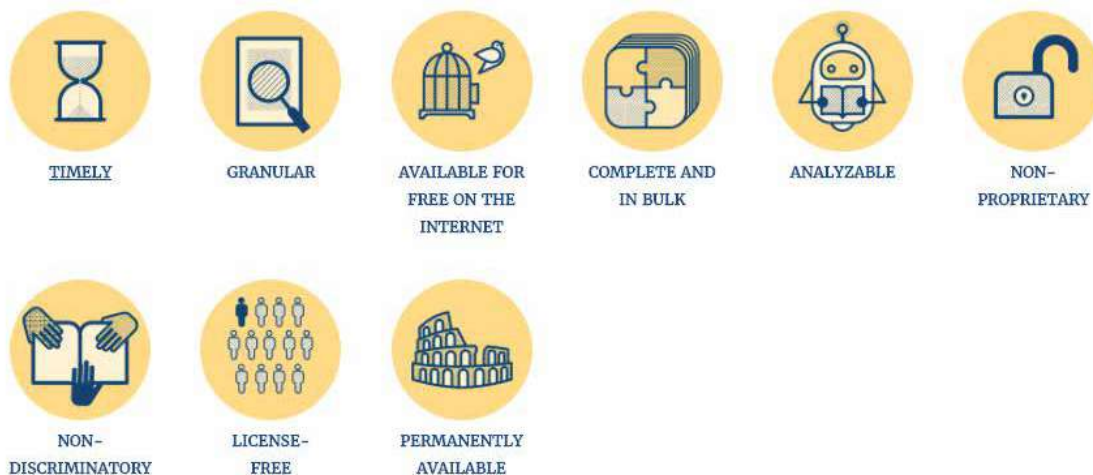 TIMELY
GRANULAR
AVAILABLE FOR
FREE ON THE
INTERNET
COMPLETE AND
IN BULK
ANALYZABLE
NON-
PROPRIETARY
NON-
DISCRIMINATORY
LICENSE-
FREE
PERMANENTLY
AVAILABLE